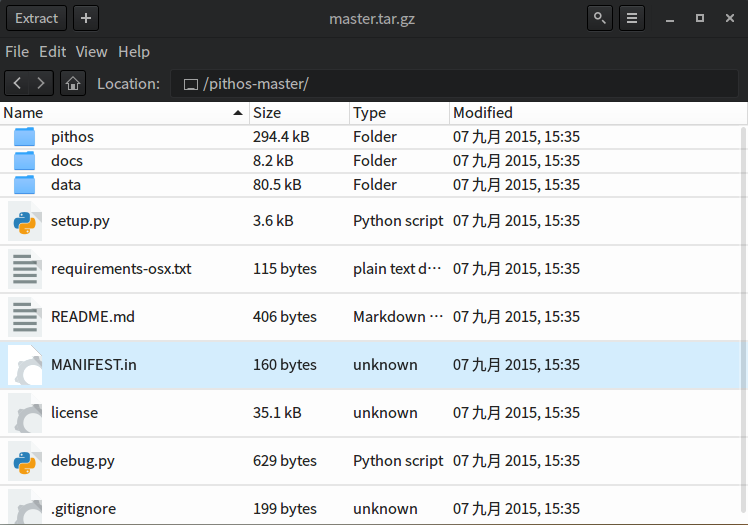 Extract + master.tar.gz
File Edit View Help
Location: /pithos-master/
Name Size Type Modified
pithos 294.4 kB Folder 07 九月 2015, 15:35
docs 8.2 kB Folder 07 九月 2015, 15:35
data 80.5 kB Folder 07 九月 2015, 15:35
setup.py 3.6 kB Python script 07 九月 2015, 15:35
requirements-osx.txt 115 bytes plain text d··· 07 九月 2015, 15:35
README.md 406 bytes Markdown ··· 07 九月 2015, 15:35
MANIFEST.in 160 bytes unknown 07 九月 2015, 15:35
license 35.1 kB unknown 07 九月 2015, 15:35
debug.py 629 bytes Python script 07 九月 2015, 15:35
.gitignore 199 bytes unknown 07 九月 2015, 15:35